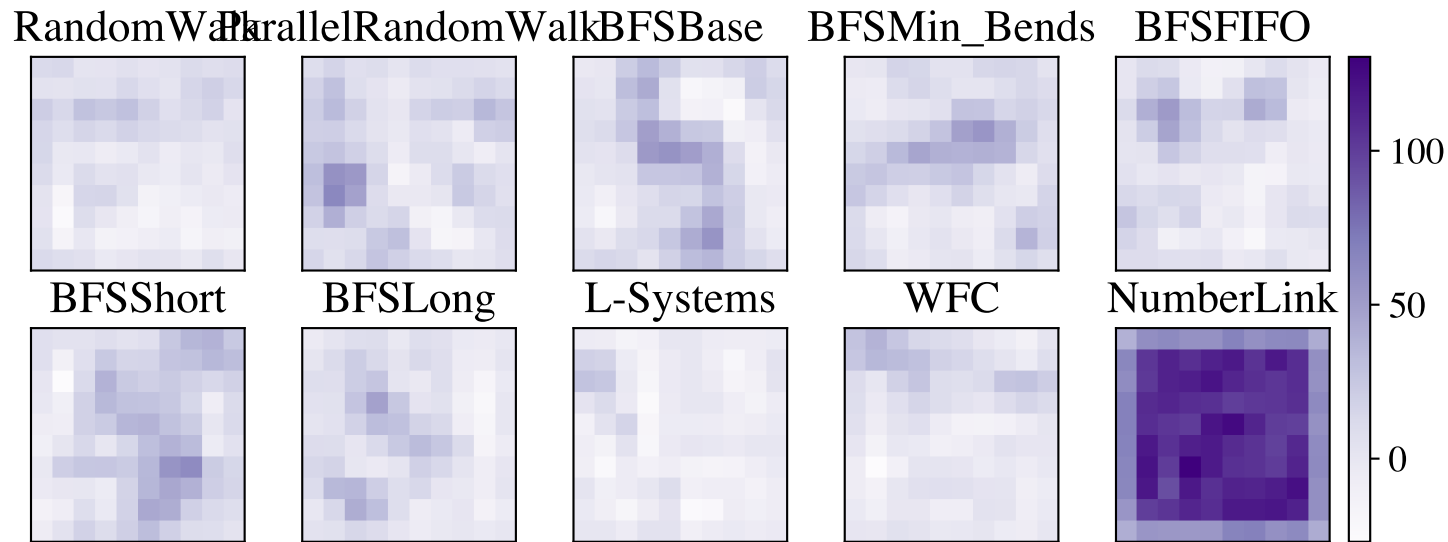 RandomWalk ParallelRandomWalk BFSBase BFSMin_Bends BFSFIFO
100
50
0
BFSShort BFSLong L-Systems WFC NumberLink